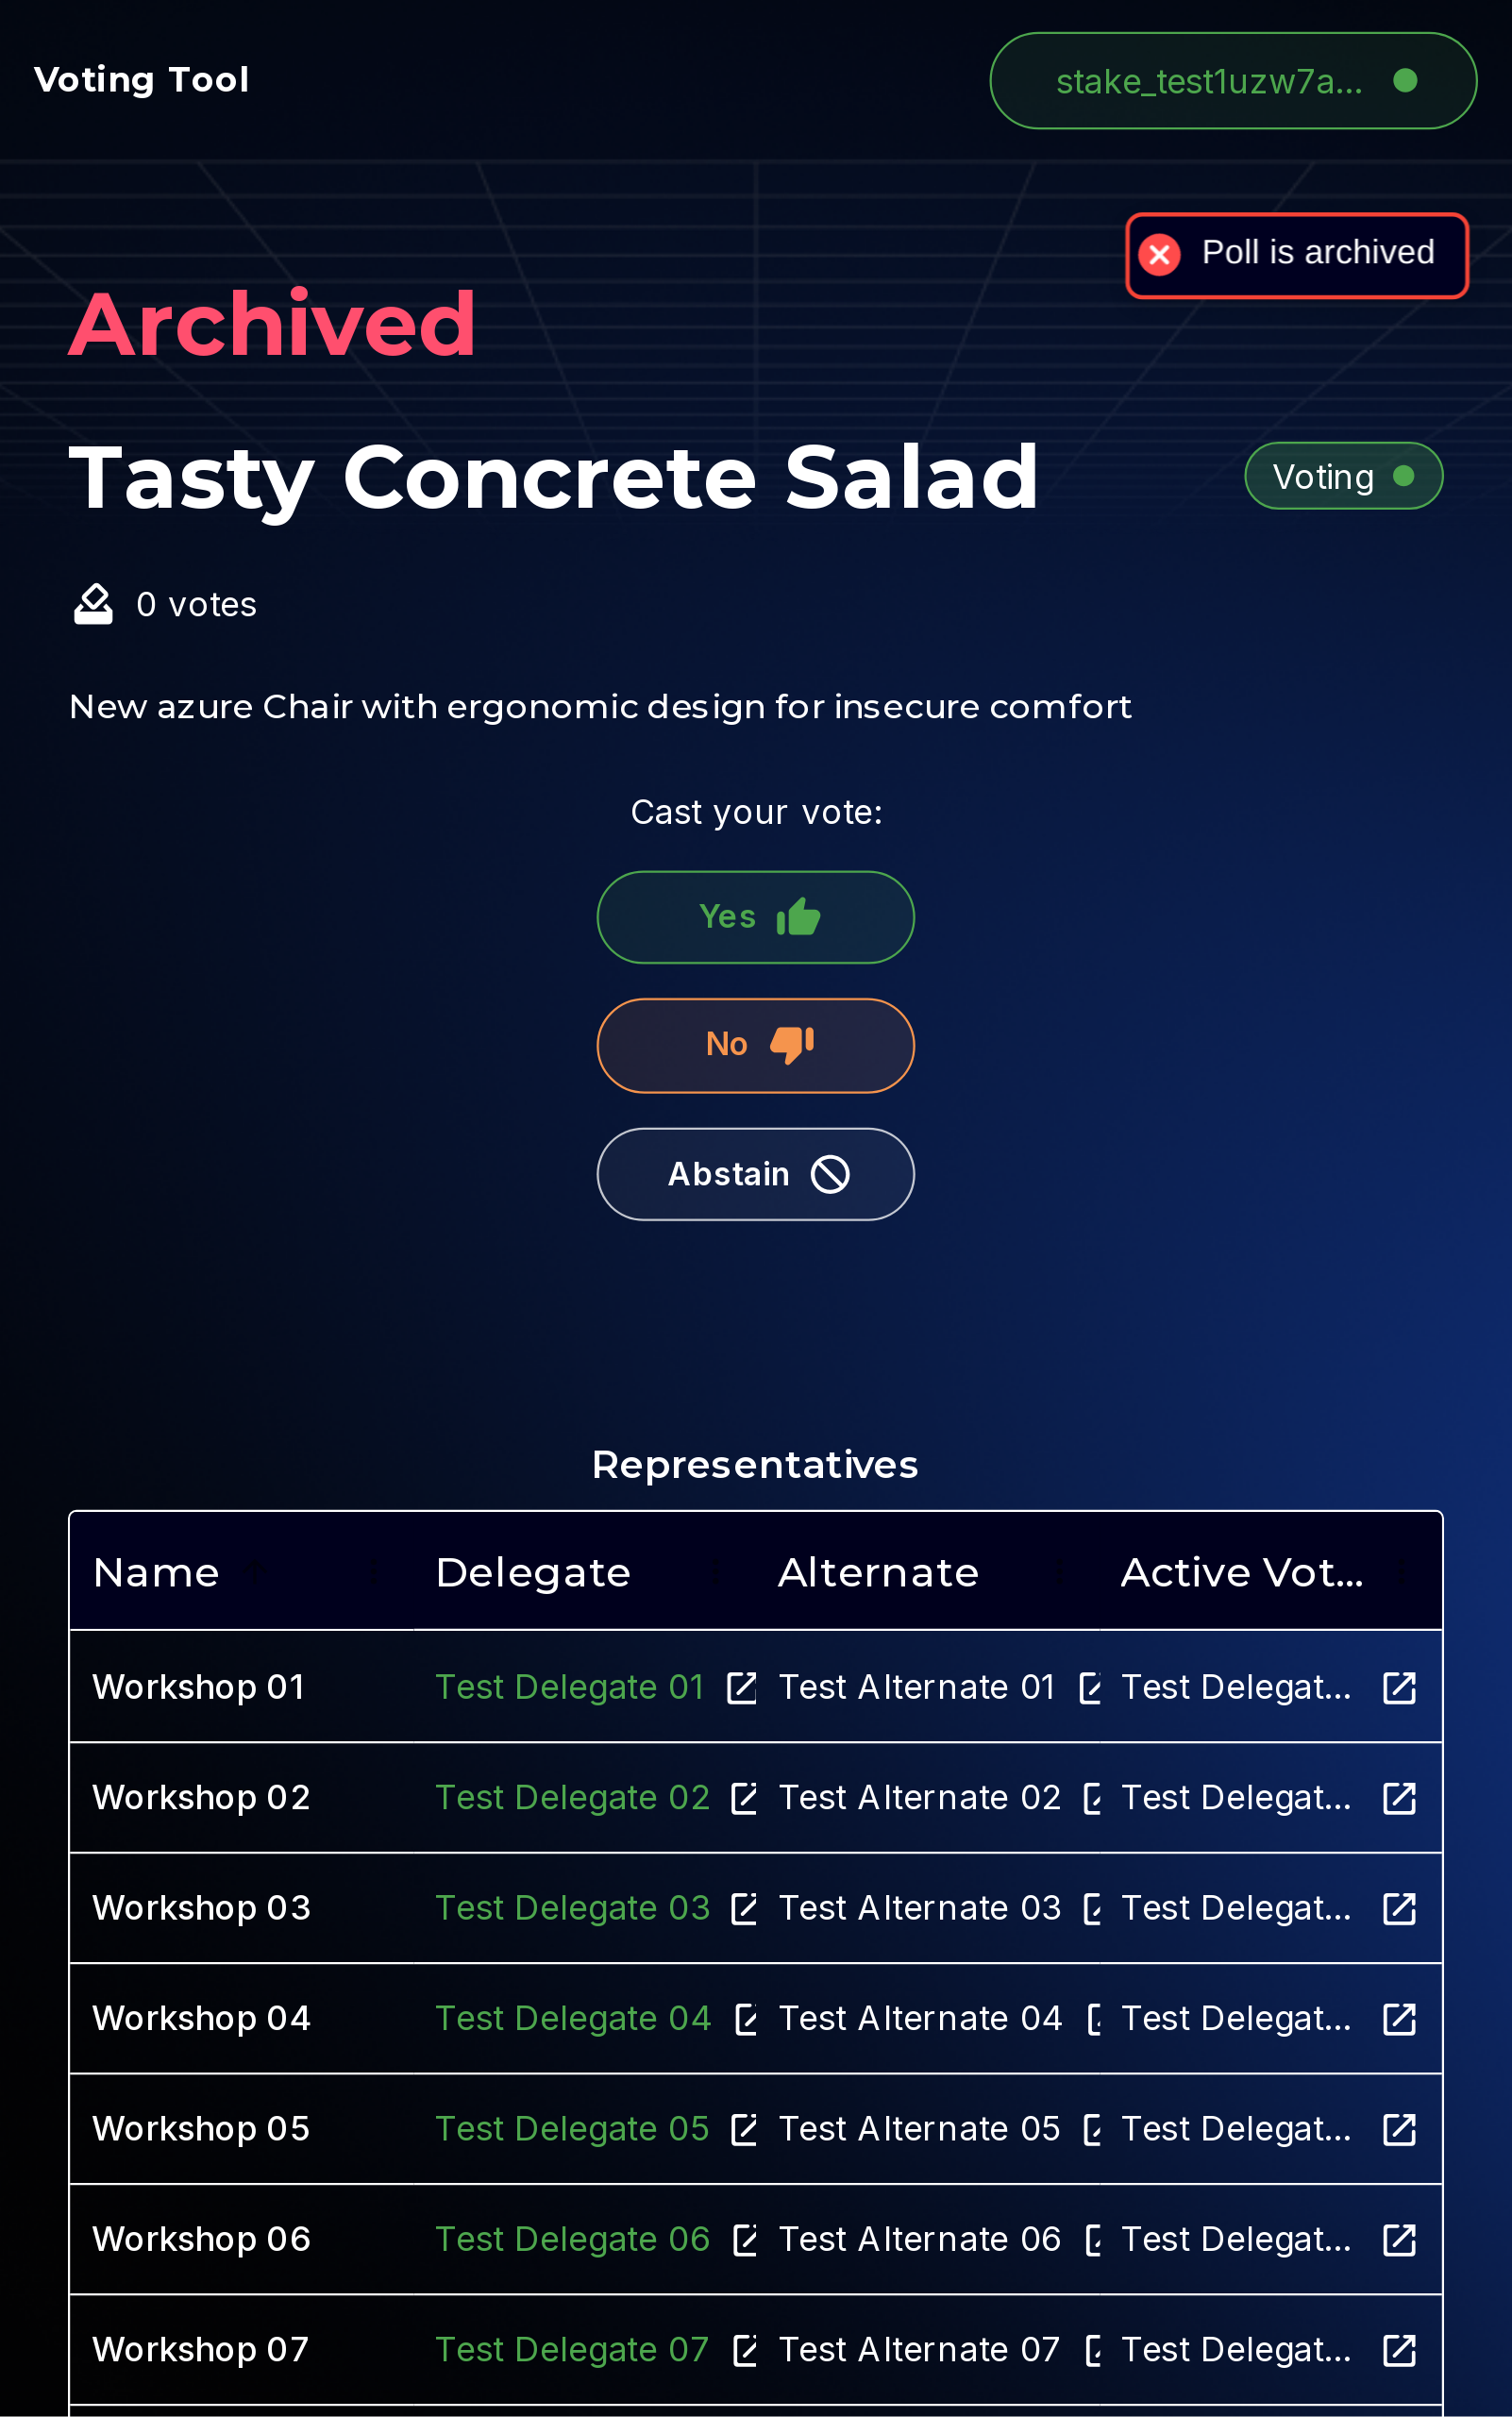 Voting Tool
stake_test1uzw7a...
Poll is archived
Archived
Tasty Concrete Salad
Voting
0 votes
New azure Chair with ergonomic design for insecure comfort
Cast your vote:
Yes
No
Abstain
Representatives
Name Delegate Alternate Active Vot...
Workshop 01 Test Delegate 01 Test Alternate 01 Test Delegat...
Workshop 02 Test Delegate 02 Test Alternate 02 Test Delegat...
Workshop 03 Test Delegate 03 Test Alternate 03 Test Delegat...
Workshop 04 Test Delegate 04 Test Alternate 04 Test Delegat...
Workshop 05 Test Delegate 05 Test Alternate 05 Test Delegat...
Workshop 06 Test Delegate 06 Test Alternate 06 Test Delegat...
Workshop 07 Test Delegate 07 Test Alternate 07 Test Delegat...